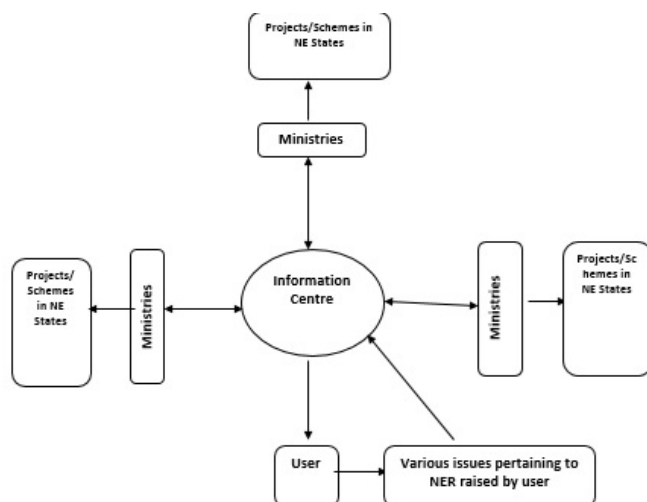 Projects/Schemes in
NE States
Ministries
Projects/
Schemes
in NE
States
Ministries
Information
Centre
Ministries
Projects/Sc
hemes in
NE States
User
Various issues pertaining to
NER raised by user